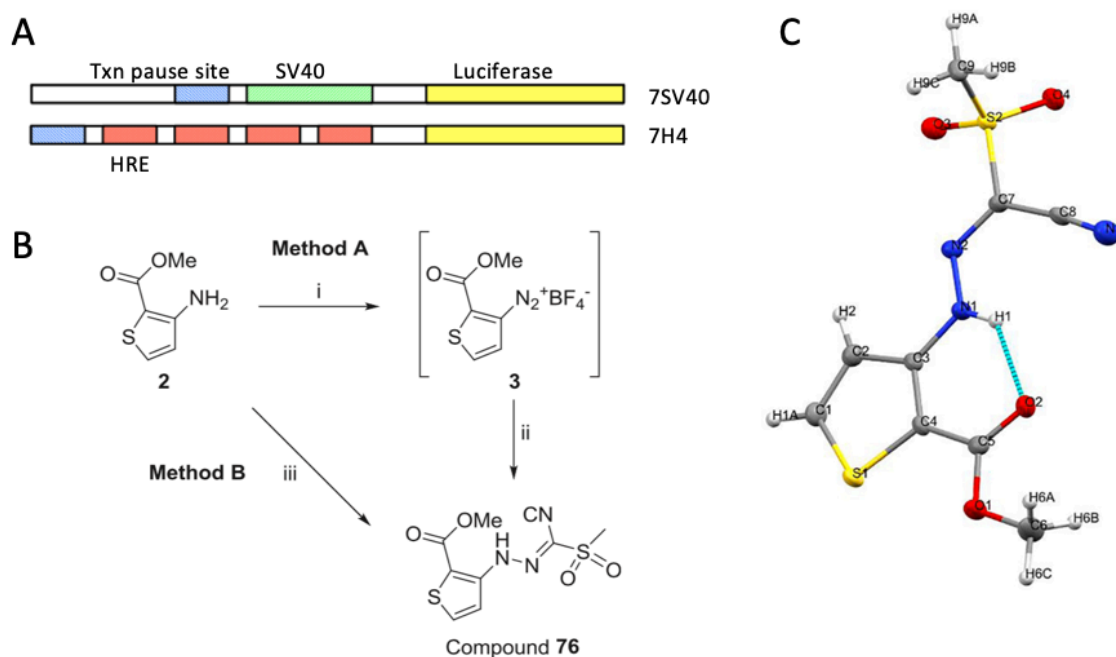 A
Txn pause site SV40 Luciferase
7SV40
7H4
HRE
B
O OMe
NH2
S
2
Method A
i
O OMe
N2+BF4-
S
3
ii
Method B
iii
O OMe
H
N N
CN
S
O O
S
Compound 76
C
H9A
C9 H9B
H9C
O4
O3 S2
C7 C8 N
N2
N1 H1
H2
C2 C3
O2
H1A C1
C4
C5
S1
O1
H6A
C6 H6B
H6C